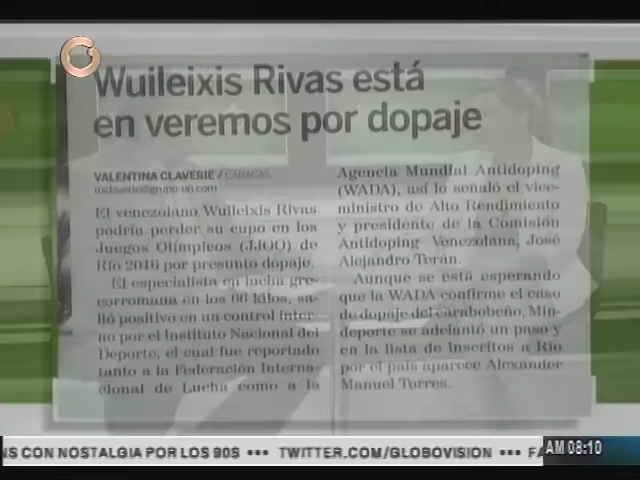 Wuileixis Rivas está
en veremos por dopaje
VALENTINA CLAVERIE / CARACAS
El venezolano Wuileixis Rivas
podría perder su cupo en los
Juegos Olímpicos (JJOO) de
Río 2016 por presunto dopaje.
El especialista en lucha gre-
corromana en los 66 kilos, sa-
lió positivo en un control inter-
no por el Instituto Nacional del
Deporte, el cual fue reportado
tanto a la Federación Interna-
cional de Lucha como a la
Agencia Mundial Antidoping
(WADA), así lo señaló el vice-
ministro de Alto Rendimiento
y presidente de la Comisión
Antidoping Venezolana, José
Alejandro Terán.
Aunque se está esperando
que la WADA confirme el caso
de dopaje del carabobeño, Min-
deporte se adelantó un paso y
en la lista de inscritos a Río
por el país aparece Alexander
Manuel Torres.
NS CON NOSTALGIA POR LOS 90S ••• TWITTER.COM/GLOBOVISION ••• FA
AM 08:10